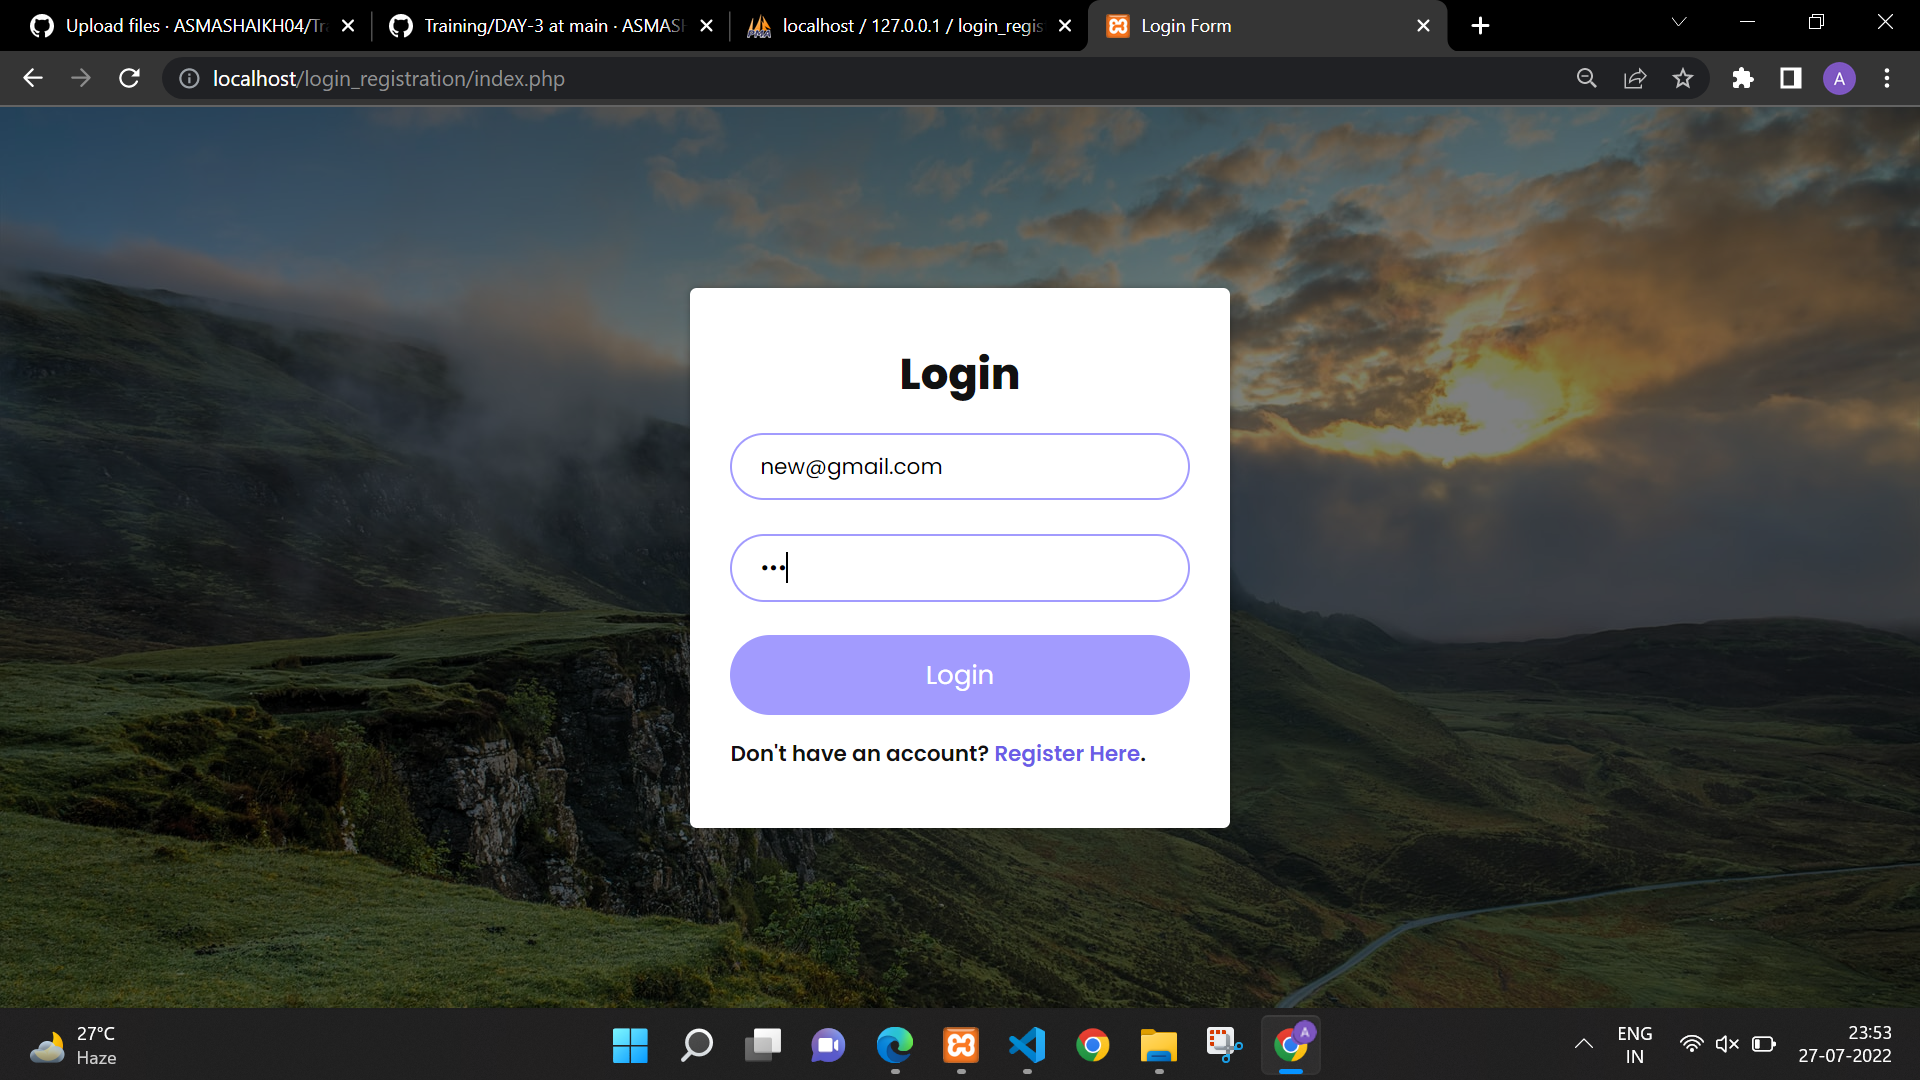 Upload files · ASMASHAIKH04/Tr
Training/DAY-3 at main · ASMASH
localhost / 127.0.0.1 / login_regis
Login Form
localhost/login_registration/index.php
A
Login
new@gmail.com
•••
Login
Don't have an account? Register Here.
27°C
Haze
A
ENG
IN
23:53
27-07-2022